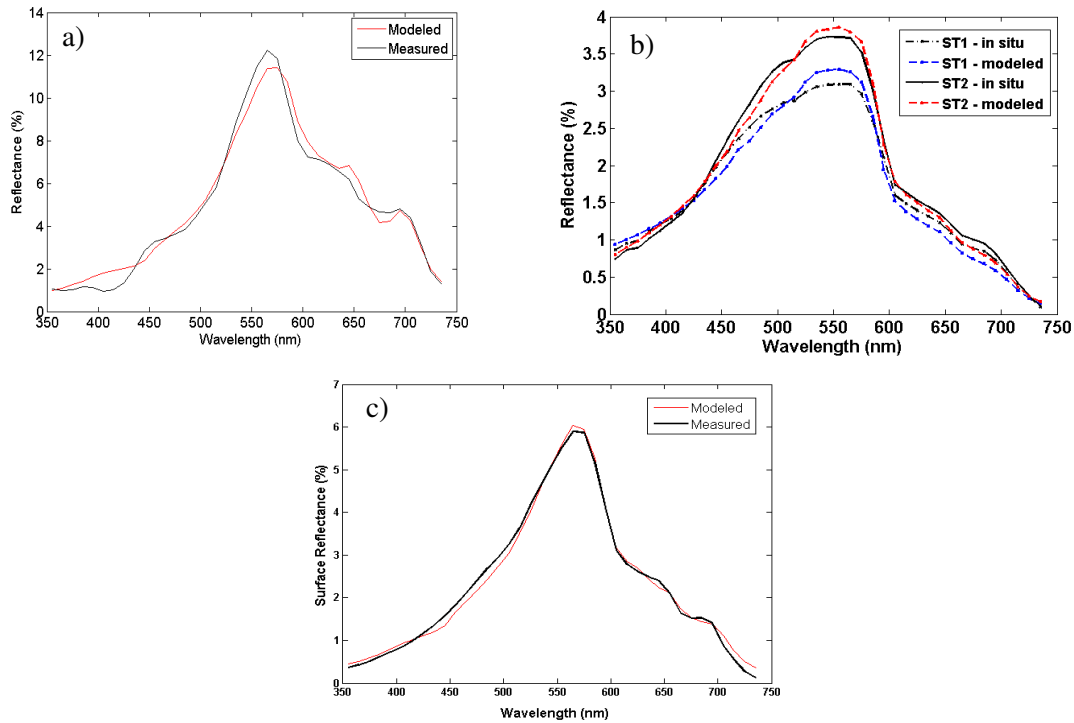 a)
Modeled
Measured
14
12
10
8
6
4
2
0
Reflectance (%)
350 400 450 500 550 600 650 700 750
Wavelength (nm)
b)
ST1 - in situ
ST1 - modeled
ST2 - in situ
ST2 - modeled
4
3.5
3
2.5
2
1.5
1
0.5
0
Reflectance (%)
350 400 450 500 550 600 650 700 750
Wavelength (nm)
c)
Modeled
Measured
7
6
5
4
3
2
1
0
Surface Reflectance (%)
350 400 450 500 550 600 650 700 750
Wavelength (nm)